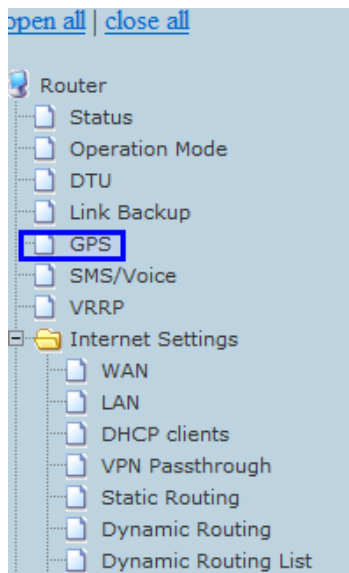 open all | close all
Router
Status
Operation Mode
DTU
Link Backup
GPS
SMS/Voice
VRRP
Internet Settings
WAN
LAN
DHCP clients
VPN Passthrough
Static Routing
Dynamic Routing
Dynamic Routing List